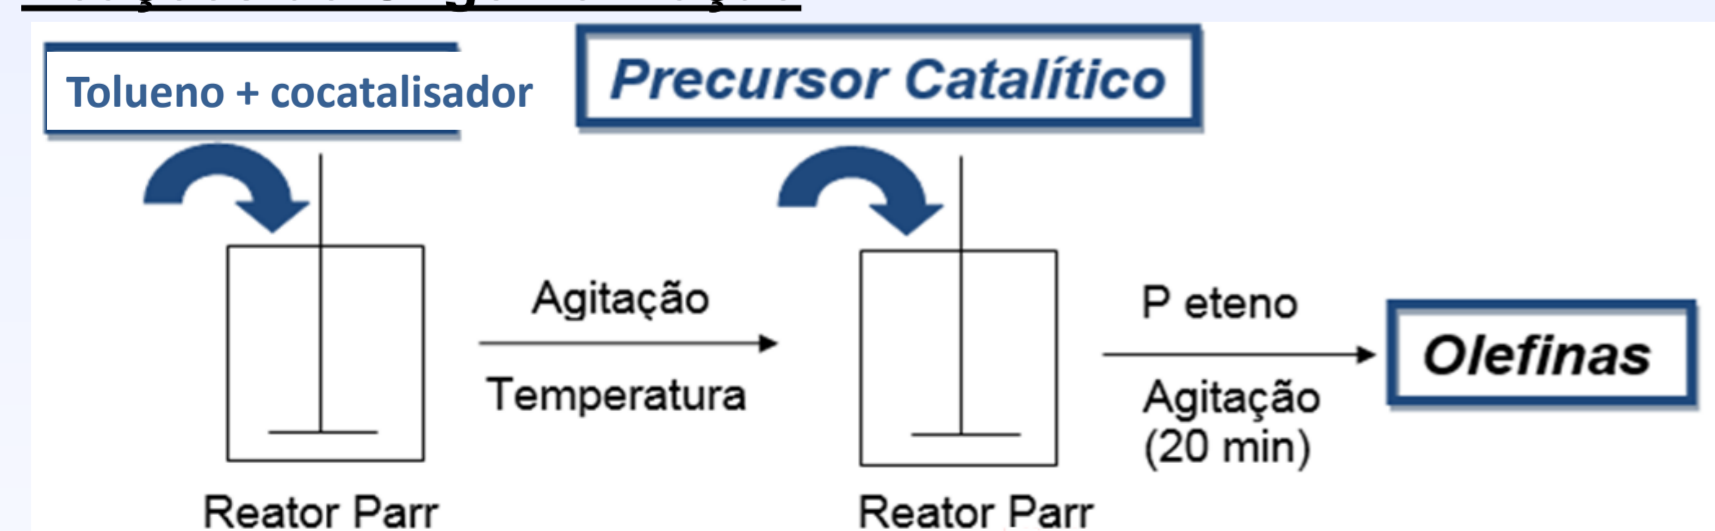 Tolueno + cocatalisador
Precursor Catalítico
Agitação
Temperatura
P eteno
Agitação
(20 min)
Olefinas
Reator Parr
Reator Parr